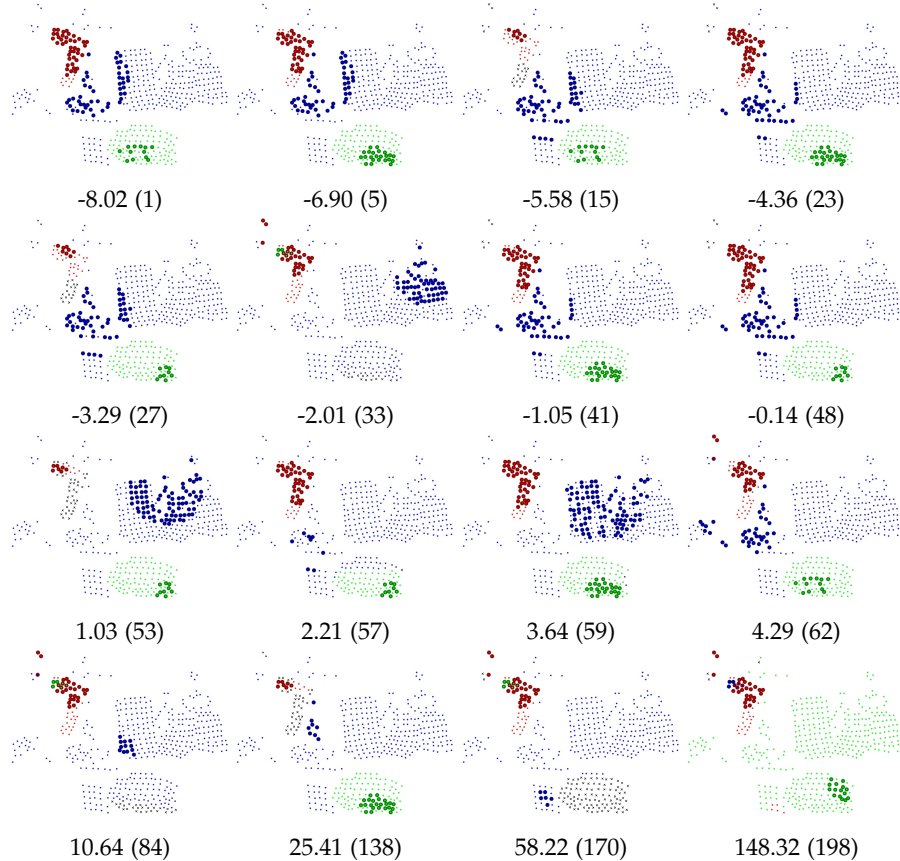 -8.02 (1) -6.90 (5) -5.58 (15) -4.36 (23)
-3.29 (27) -2.01 (33) -1.05 (41) -0.14 (48)
1.03 (53) 2.21 (57) 3.64 (59) 4.29 (62)
10.64 (84) 25.41 (138) 58.22 (170) 148.32 (198)